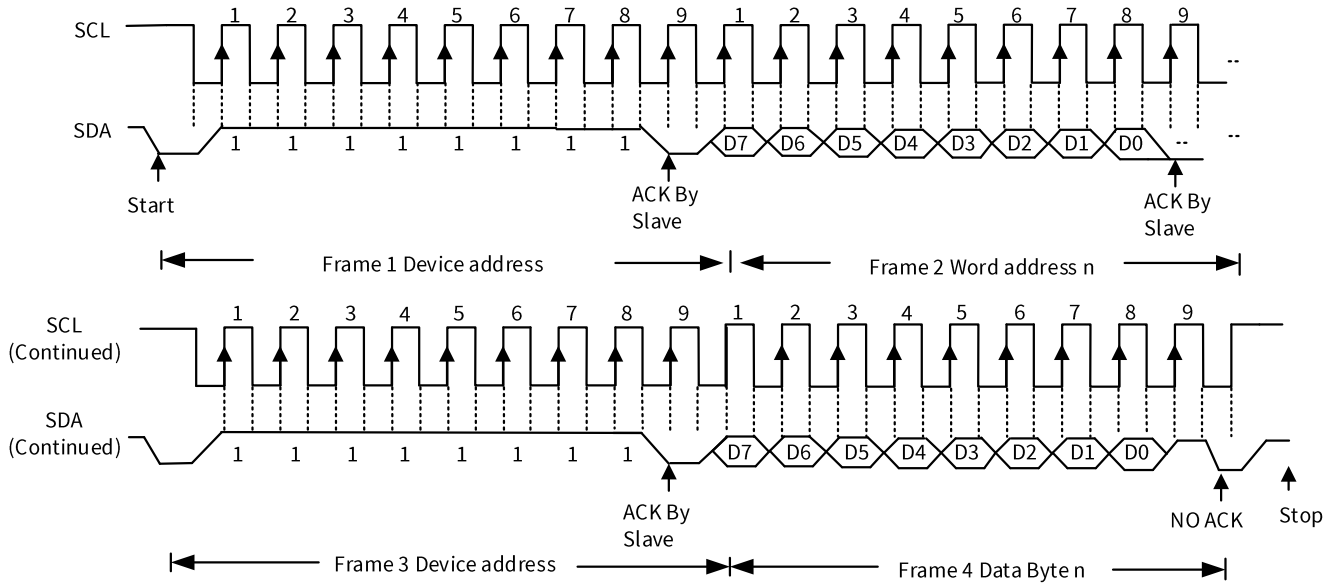 1 2 3 4 5 6 7 8 9 1 2 3 4 5 6 7 8 9
SCL
--
SDA
1 1 1 1 1 1 1 1 D7 D6 D5 D4 D3 D2 D1 D0 -- --
Start
ACK By
Slave
ACK By
Slave
Frame 1 Device address
Frame 2 Word address n
1 2 3 4 5 6 7 8 9 1 2 3 4 5 6 7 8 9
SCL
(Continued)
SDA
(Continued)
1 1 1 1 1 1 1 1 D7 D6 D5 D4 D3 D2 D1 D0
ACK By
Slave
NO ACK
Stop
Frame 3 Device address
Frame 4 Data Byte n